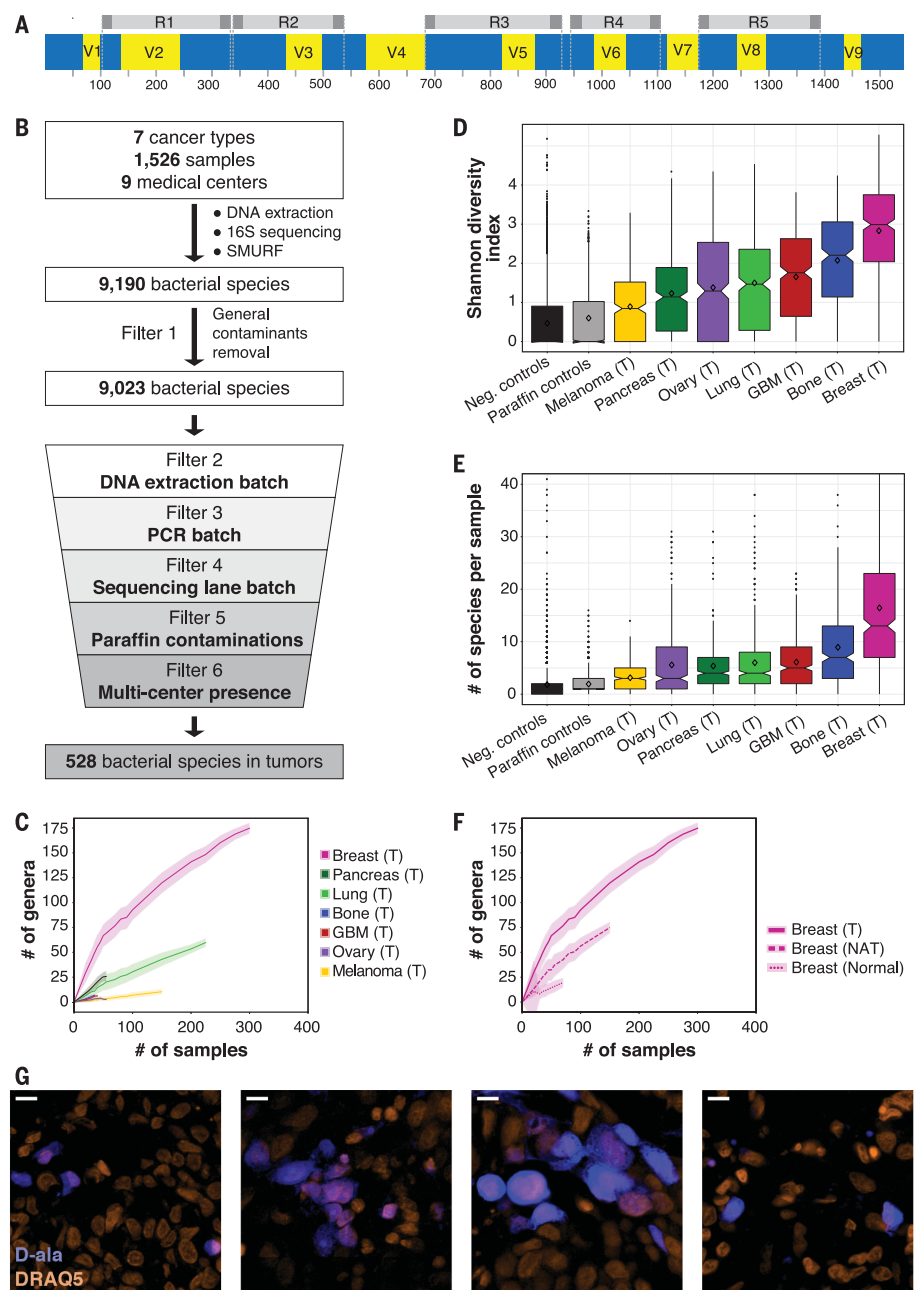 A
R1 R2 R3 R4 R5
V1 V2 V3 V4 V5 V6 V7 V8 V9
100 200 300 400 500 600 700 800 900 1000 1100 1200 1300 1400 1500
B
7 cancer types
1,526 samples
9 medical centers
● DNA extraction
● 16S sequencing
● SMURF
9,190 bacterial species
Filter 1
General
contaminants
removal
9,023 bacterial species
Filter 2
DNA extraction batch
Filter 3
PCR batch
Filter 4
Sequencing lane batch
Filter 5
Paraffin contaminations
Filter 6
Multi-center presence
528 bacterial species in tumors
D
Shannon diversity
index
4
3
2
1
0
Neg. controls
Paraffin controls
Melanoma (T)
Pancreas (T)
Ovary (T)
Lung (T)
GBM (T)
Bone (T)
Breast (T)
E
# of species per sample
40
30
20
10
0
Neg. controls
Paraffin controls
Melanoma (T)
Ovary (T)
Pancreas (T)
Lung (T)
GBM (T)
Bone (T)
Breast (T)
C
# of genera
175
150
125
100
75
50
25
0
0 100 200 300 400
# of samples
Breast (T)
Pancreas (T)
Lung (T)
Bone (T)
GBM (T)
Ovary (T)
Melanoma (T)
F
# of genera
175
150
125
100
75
50
25
0
0 100 200 300 400
# of samples
Breast (T)
Breast (NAT)
Breast (Normal)
G
D-ala
DRAQ5